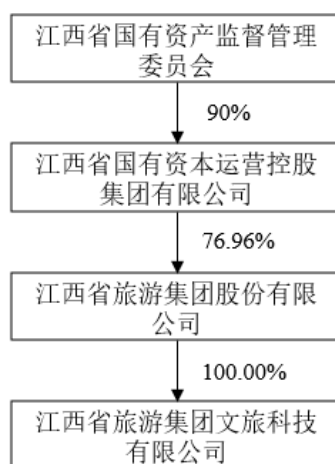 江西省国有资产监督管理
委员会
90%
江西省国有资本运营控股
集团有限公司
76.96%
江西省旅游集团股份有限
公司
100.00%
江西省旅游集团文旅科技
有限公司